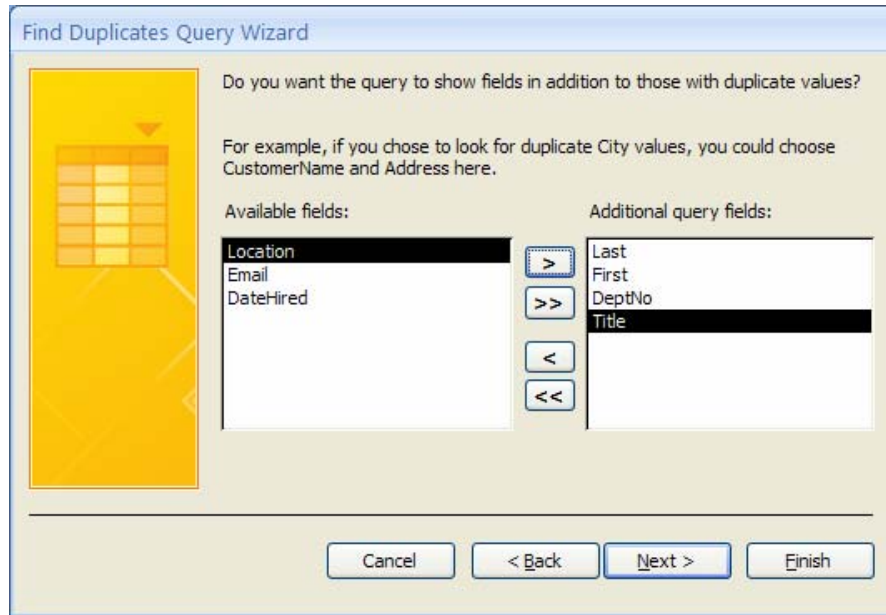 Find Duplicates Query Wizard
Do you want the query to show fields in addition to those with duplicate values?
For example, if you chose to look for duplicate City values, you could choose
CustomerName and Address here.
Available fields:
Location
Email
DateHired
>
>>
<
<<
Additional query fields:
Last
First
DeptNo
Title
Cancel
< Back
Next >
Finish